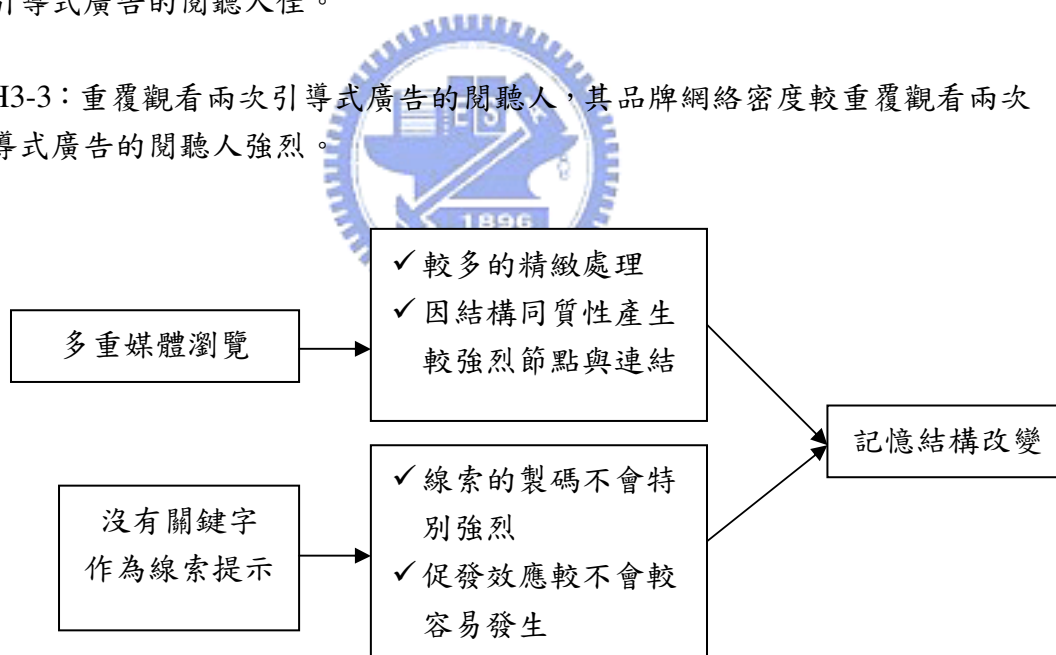 引導式廣告的閱聽人佳。
H3-3：重覆觀看兩次引導式廣告的閱聽人，其品牌網絡密度較重覆觀看兩次
導式廣告的閱聽人強烈。
1896
✓較多的精緻處理
✓因結構同質性產生
較強烈節點與連結
多重媒體瀏覽
記憶結構改變
✓線索的製碼不會特
別強烈
✓促發效應較不會較
容易發生
沒有關鍵字
作為線索提示